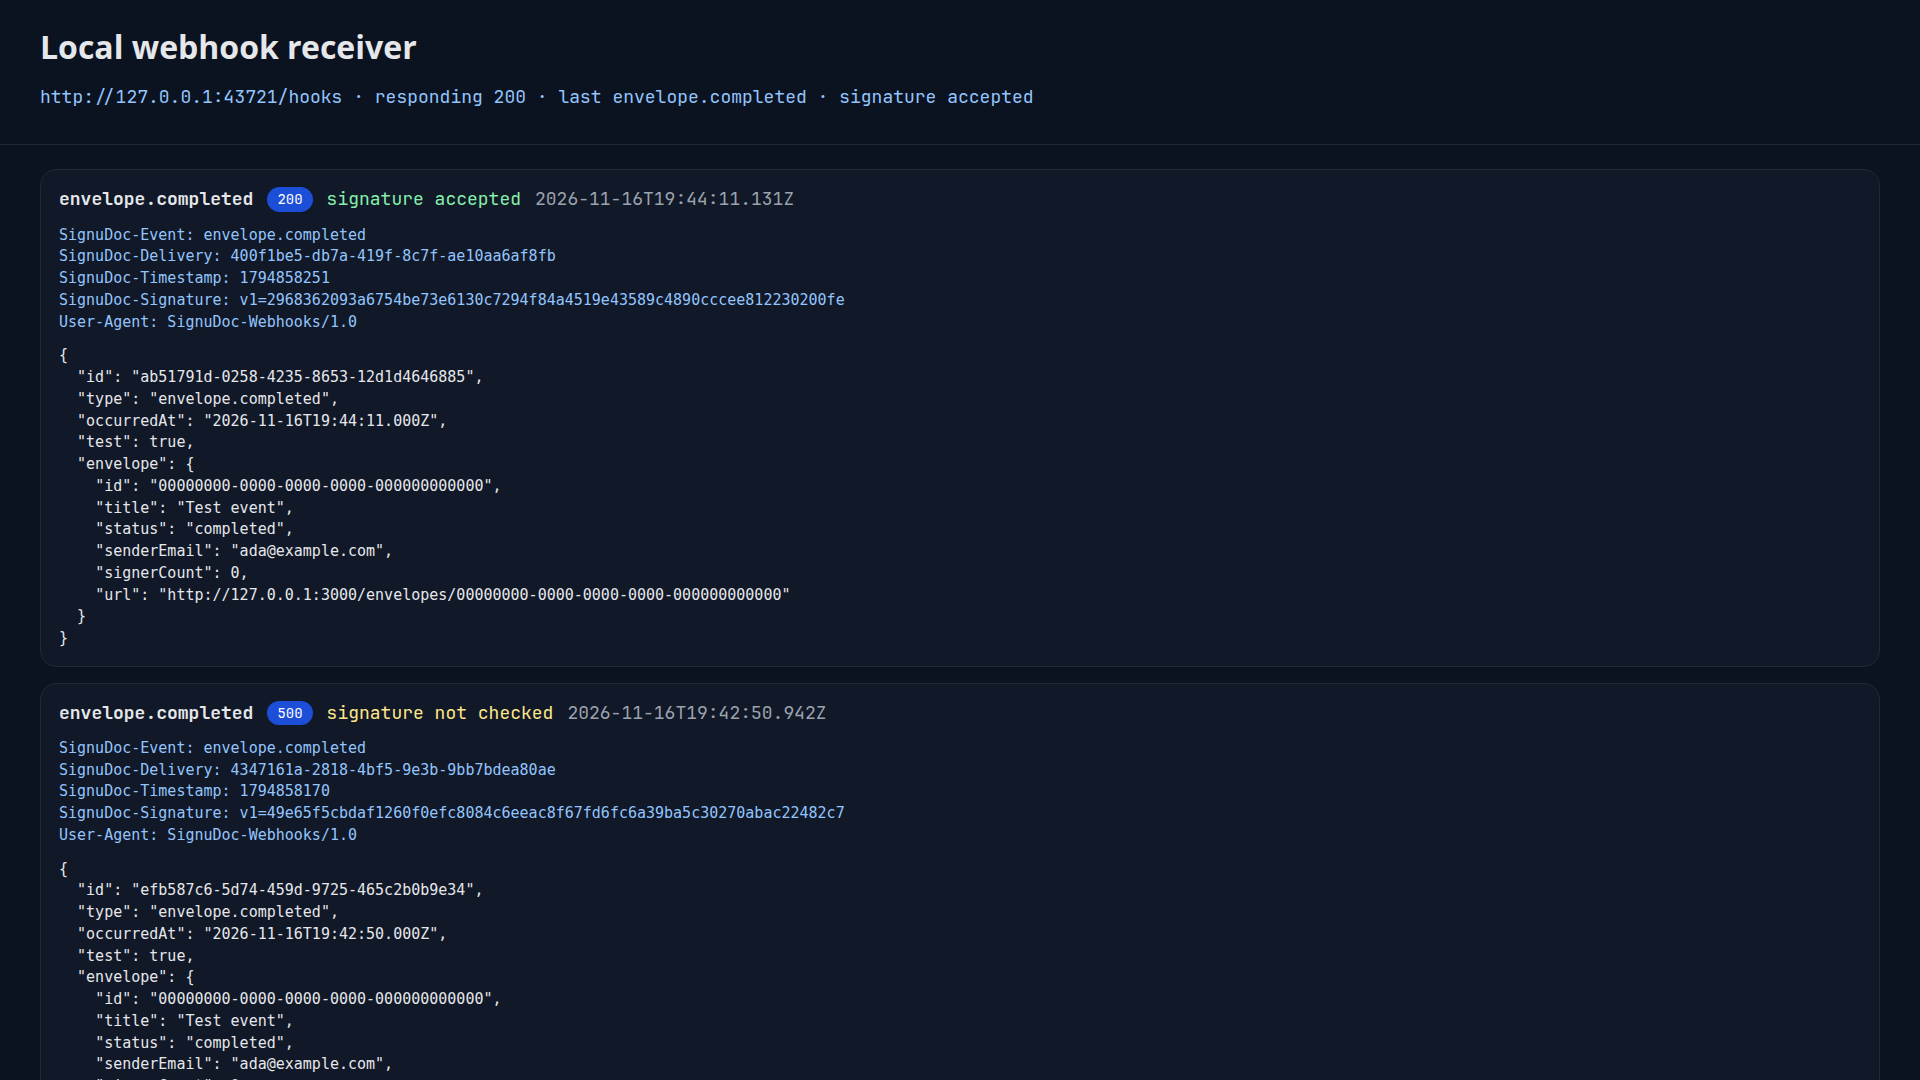 Local webhook receiver
http://127.0.0.1:43721/hooks · responding 200 · last envelope.completed · signature accepted
envelope.completed 200 signature accepted 2026-11-16T19:44:11.131Z
SignuDoc-Event: envelope.completed
SignuDoc-Delivery: 400f1be5-db7a-419f-8c7f-ae10aa6af8fb
SignuDoc-Timestamp: 1794858251
SignuDoc-Signature: v1=2968362093a6754be73e6130c7294f84a4519e43589c4890cccee812230200fe
User-Agent: SignuDoc-Webhooks/1.0
{
  "id": "ab51791d-0258-4235-8653-12d1d4646885",
  "type": "envelope.completed",
  "occurredAt": "2026-11-16T19:44:11.000Z",
  "test": true,
  "envelope": {
    "id": "00000000-0000-0000-0000-000000000000",
    "title": "Test event",
    "status": "completed",
    "senderEmail": "ada@example.com",
    "signerCount": 0,
    "url": "http://127.0.0.1:3000/envelopes/00000000-0000-0000-0000-000000000000"
  }
}
envelope.completed 500 signature not checked 2026-11-16T19:42:50.942Z
SignuDoc-Event: envelope.completed
SignuDoc-Delivery: 4347161a-2818-4bf5-9e3b-9bb7bdea80ae
SignuDoc-Timestamp: 1794858170
SignuDoc-Signature: v1=49e65f5cbdaf1260f0efc8084c6eeac8f67fd6fc6a39ba5c30270abac22482c7
User-Agent: SignuDoc-Webhooks/1.0
{
  "id": "efb587c6-5d74-459d-9725-465c2b0b9e34",
  "type": "envelope.completed",
  "occurredAt": "2026-11-16T19:42:50.000Z",
  "test": true,
  "envelope": {
    "id": "00000000-0000-0000-0000-000000000000",
    "title": "Test event",
    "status": "completed",
    "senderEmail": "ada@example.com",